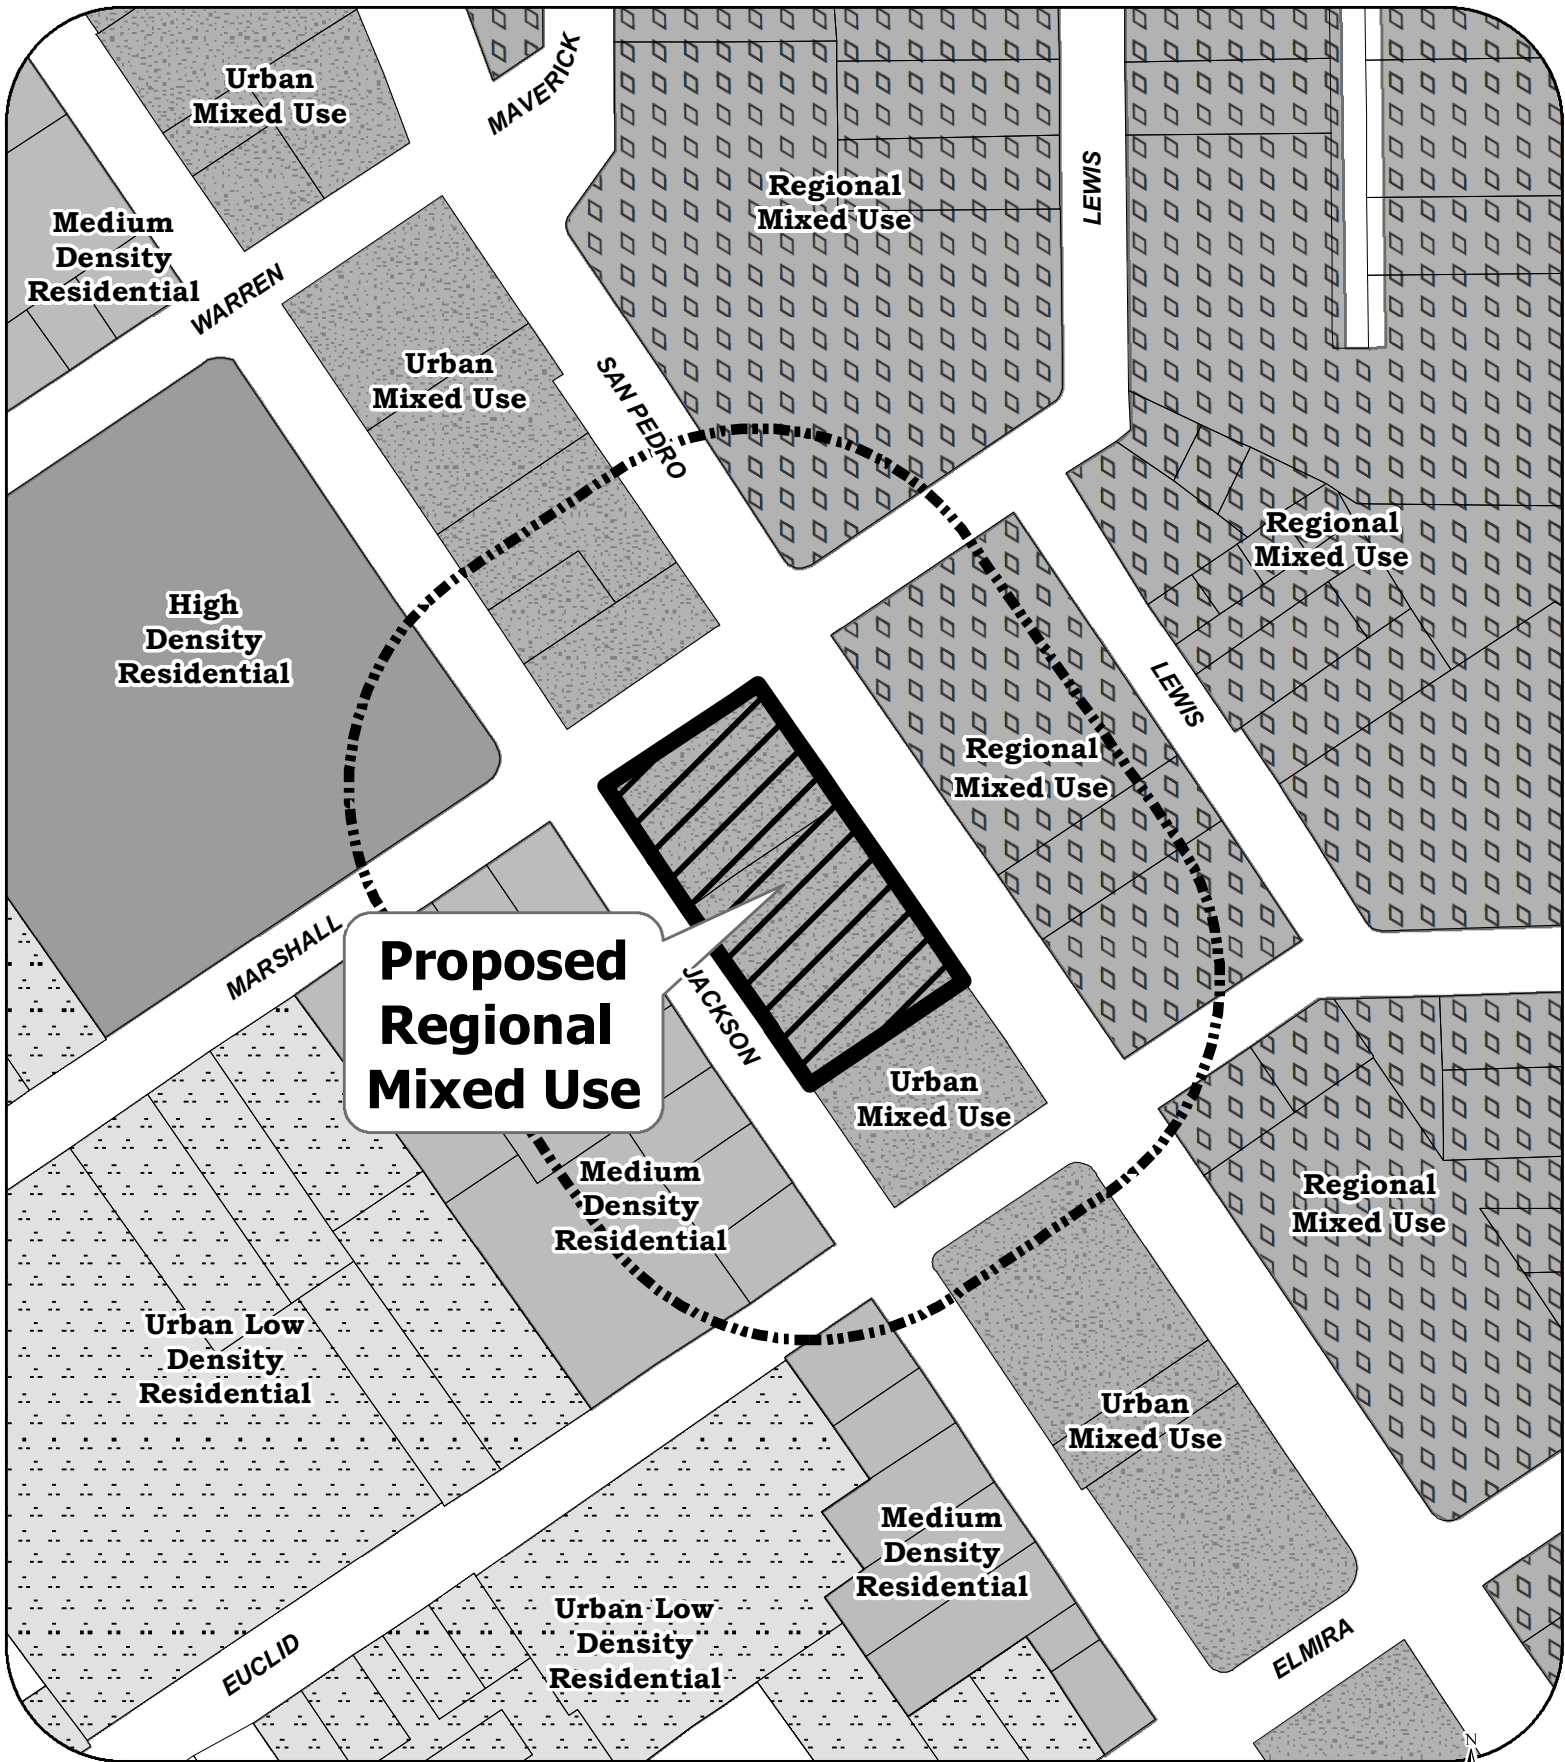 MAVERICK
Urban
Mixed Use
LEWIS
Regional
Mixed Use
Medium
Density
Residential
WARREN
Urban
Mixed Use
SAN PEDRO
Regional
Mixed Use
High
Density
Residential
LEWIS
Regional
Mixed Use
MARSHALL
Proposed
Regional
Mixed Use
JACKSON
Urban
Mixed Use
Medium
Density
Residential
Regional
Mixed Use
Urban Low
Density
Residential
Urban
Mixed Use
Medium
Density
Residential
Urban Low
Density
Residential
EUCLID
ELMIRA
N